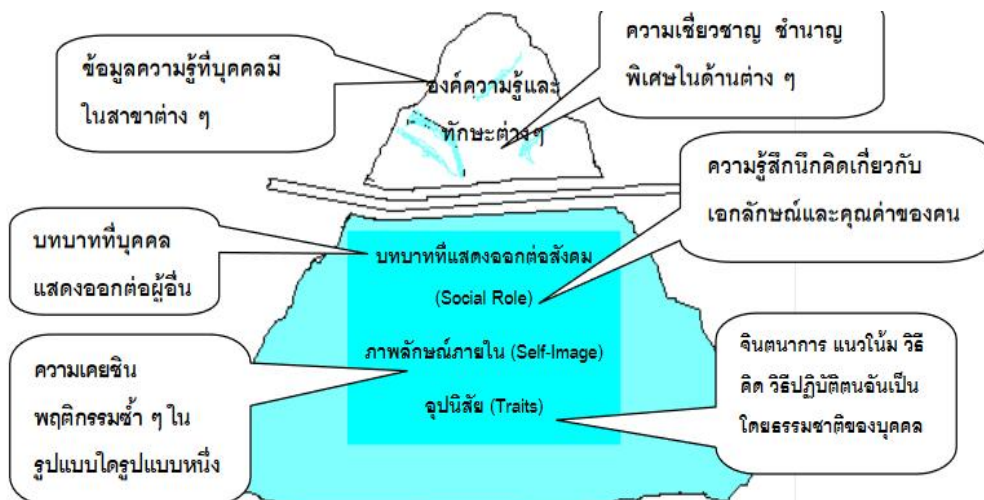 ข้อมูลความรู้ที่บุคคลมี
ในสาขาต่าง ๆ
องค์ความรู้และ
ทักษะต่างๆ
ความเชี่ยวชาญ ชำนาญ
พิเศษในด้านต่าง ๆ
ความรู้สึกนึกคิดเกี่ยวกับ
เอกลักษณ์และคุณค่าของคน
บทบาทที่บุคคล
แสดงออกต่อผู้อื่น
บทบาทที่แสดงออกต่อสังคม
(Social Role)
ภาพลักษณ์ภายใน (Self-Image)
อุปนิสัย (Traits)
ความเคยชิน
พฤติกรรมซ้ำ ๆ ใน
รูปแบบใดรูปแบบหนึ่ง
จินตนาการ แนวโน้ม วิธี
คิด วิธีปฏิบัติตนอันเป็น
โดยธรรมชาติของบุคคล